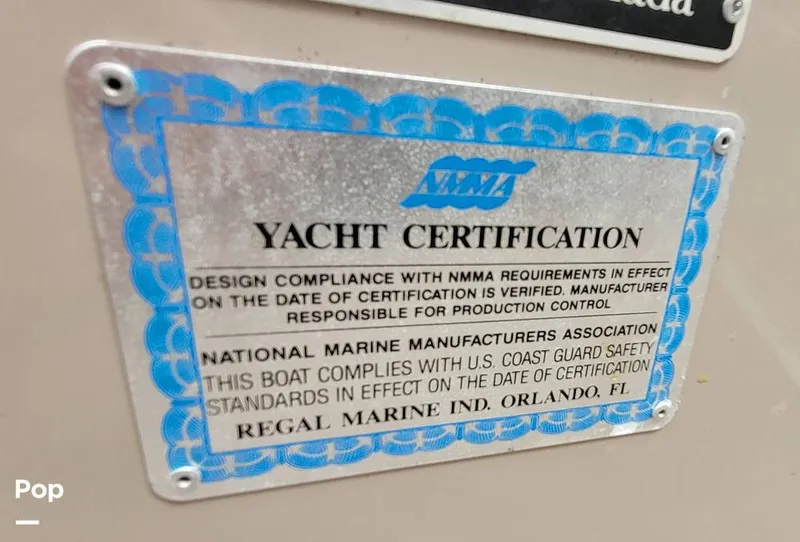 NMMA
YACHT CERTIFICATION
DESIGN COMPLIANCE WITH NMMA REQUIREMENTS IN EFFECT
ON THE DATE OF CERTIFICATION IS VERIFIED. MANUFACTURER
RESPONSIBLE FOR PRODUCTION CONTROL
NATIONAL MARINE MANUFACTURERS ASSOCIATION
THIS BOAT COMPLIES WITH U.S. COAST GUARD SAFETY
STANDARDS IN EFFECT ON THE DATE OF CERTIFICATION
REGAL MARINE IND. ORLANDO, FL
Pop